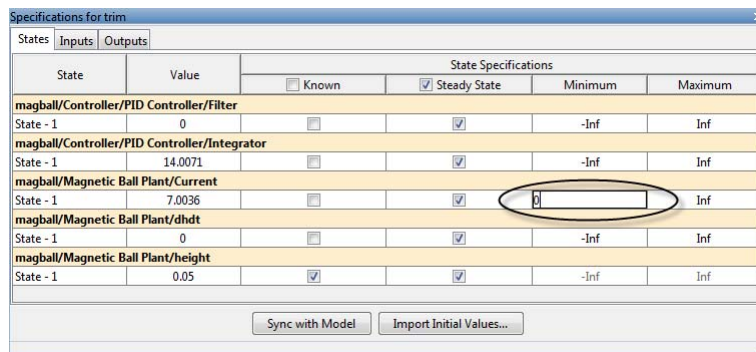 Specifications for trim
States Inputs Outputs
State Value State Specifications
Known Steady State Minimum Maximum
magball/Controller/PID Controller/Filter
State - 1 0 -Inf Inf
magball/Controller/PID Controller/Integrator
State - 1 14.0071 -Inf Inf
magball/Magnetic Ball Plant/Current
State - 1 7.0036 0 Inf
magball/Magnetic Ball Plant/dhdt
State - 1 0 -Inf Inf
magball/Magnetic Ball Plant/height
State - 1 0.05 -Inf Inf
Sync with Model Import Initial Values...